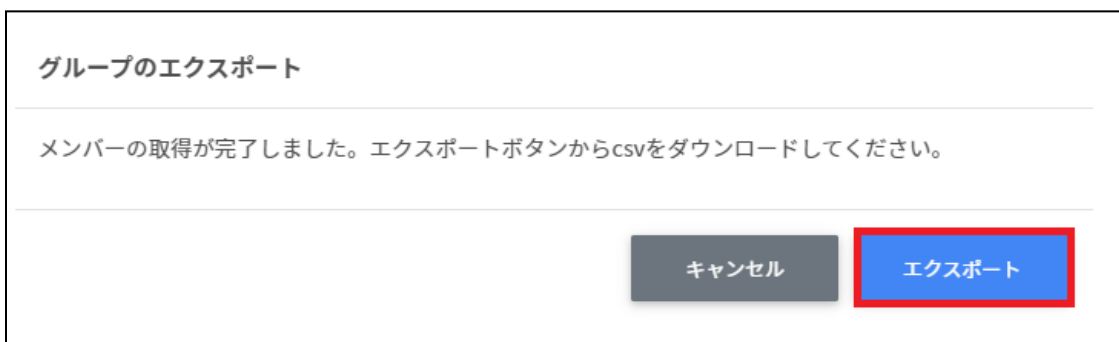 グループのエクスポート
メンバーの取得が完了しました。エクスポートボタンからcsvをダウンロードしてください。
キャンセル
エクスポート